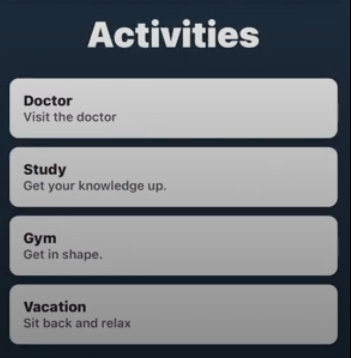 Activities
Doctor
Visit the doctor
Study
Get your knowledge up.
Gym
Get in shape.
Vacation
Sit back and relax